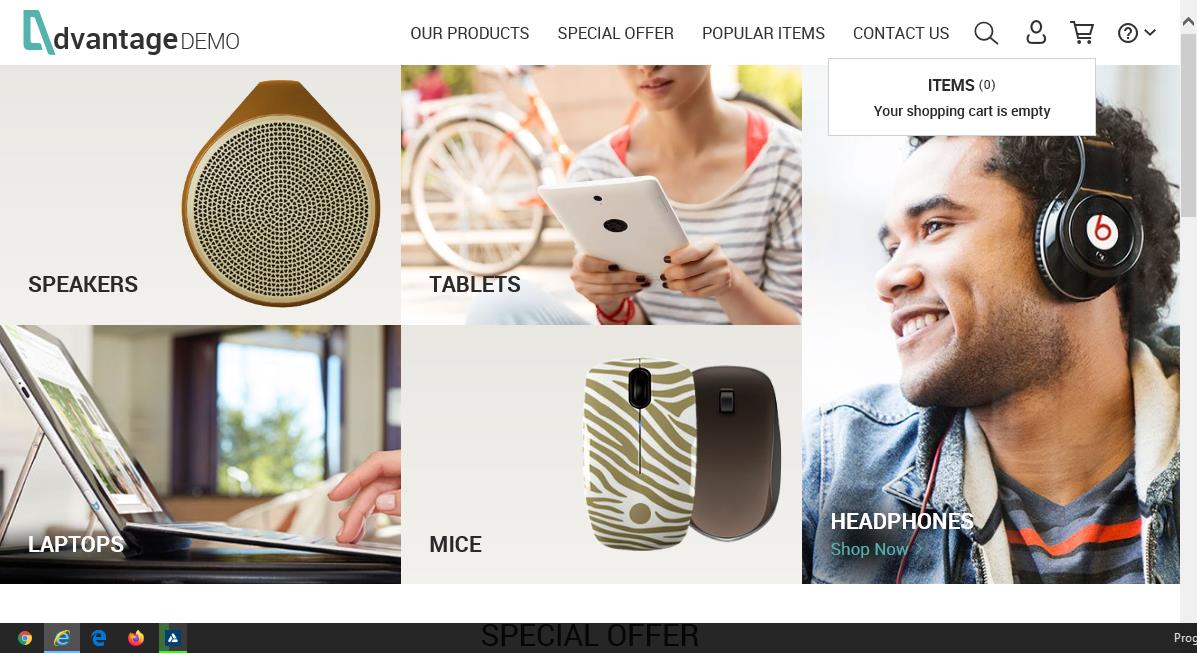 dvantage DEMO
OUR PRODUCTS
SPECIAL OFFER
POPULAR ITEMS
CONTACT US
ITEMS (0)
Your shopping cart is empty
SPEAKERS
TABLETS
LAPTOPS
MICE
HEADPHONES
Shop Now >
SPECIAL OFFER
Prog